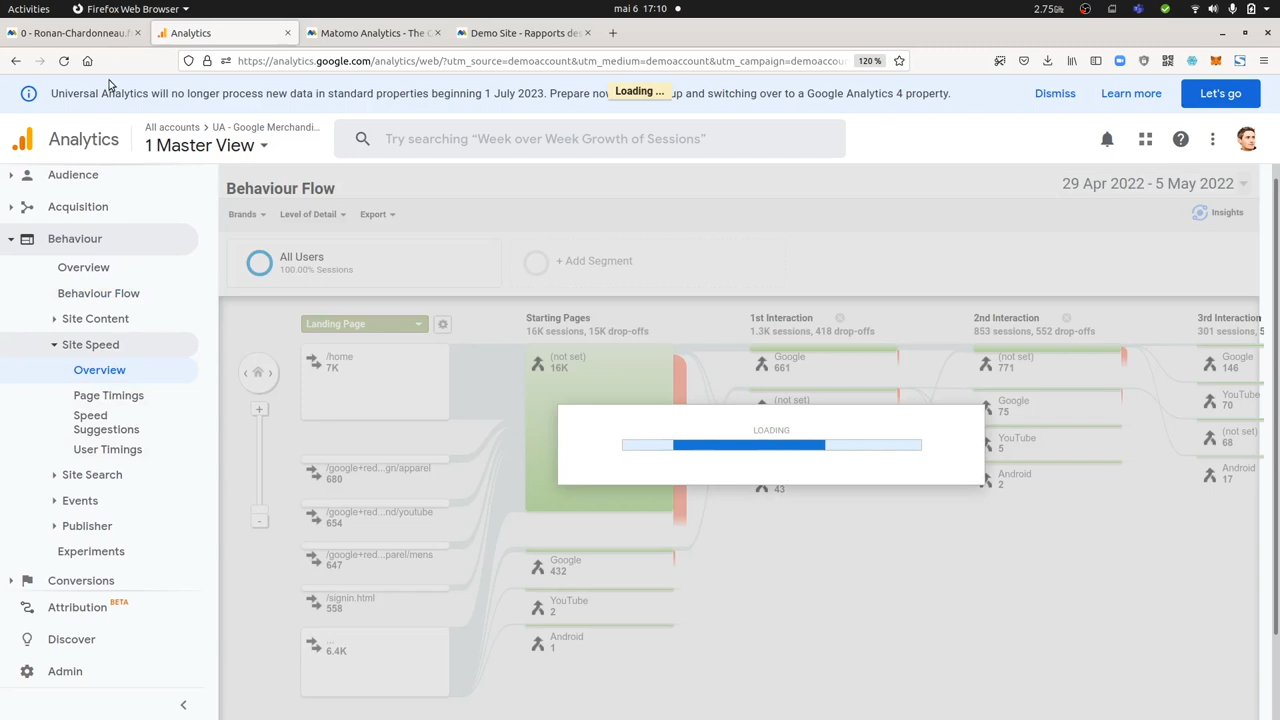 Activities
Firefox Web Browser
mai 6 17:10
2.75%
0 - Ronan-Chardonneau.
Analytics
Matomo Analytics - The G
Demo Site - Rapports des
https://analytics.google.com/analytics/web/?utm_source=demoaccount&utm_medium=demoaccount&utm_campaign=demoaccou
120 %
Universal Analytics will no longer process new data in standard properties beginning 1 July 2023. Prepare now up and switching over to a Google Analytics 4 property.
Loading ...
Dismiss
Learn more
Let's go
Analytics
All accounts > UA - Google Merchandi...
1 Master View
Try searching "Week over Week Growth of Sessions"
Audience
Acquisition
Behaviour
Overview
Behaviour Flow
Site Content
Site Speed
Overview
Page Timings
Speed
Suggestions
User Timings
Site Search
Events
Publisher
Experiments
Conversions
Attribution BETA
Discover
Admin
Behaviour Flow
29 Apr 2022 - 5 May 2022
Brands
Level of Detail
Export
Insights
All Users
100.00% Sessions
+ Add Segment
Landing Page
Starting Pages
16K sessions, 15K drop-offs
1st Interaction
1.3K sessions, 418 drop-offs
2nd Interaction
853 sessions, 552 drop-offs
3rd Interaction
301 sessions, 6
/home
7K
/google+red...gn/apparel
680
/google+red...nd/youtube
654
/google+red...parel/mens
647
/signin.html
558
...
6.4K
(not set)
16K
Google
432
YouTube
2
Android
1
Google
661
(not set)
43
(not set)
771
Google
75
YouTube
5
Android
2
Google
146
YouTube
70
(not set)
68
Android
17
LOADING